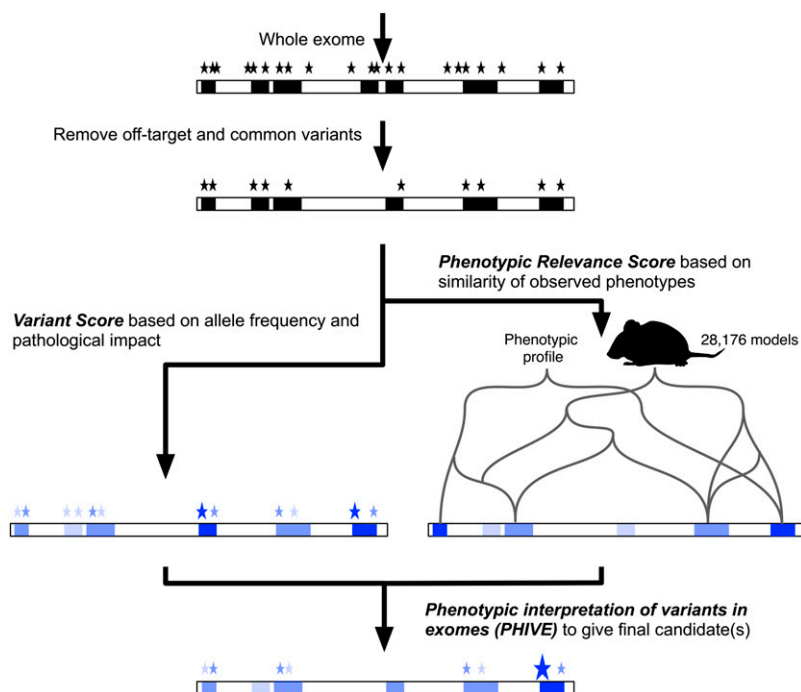 Whole exome
Remove off-target and common variants
Phenotypic Relevance Score based on
similarity of observed phenotypes
Variant Score based on allele frequency and
pathological impact
Phenotypic
profile
28,176 models
Phenotypic interpretation of variants in
exomes (PHIVE) to give final candidate(s)